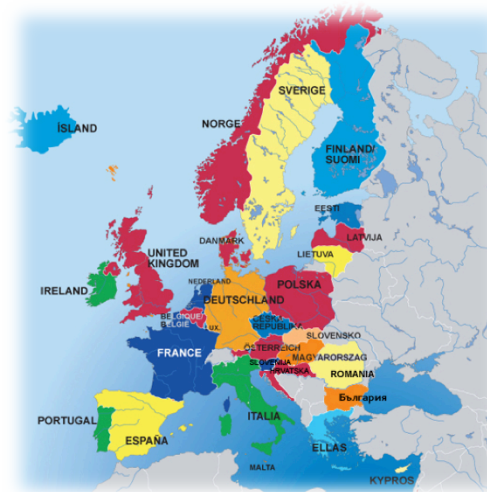 ÍSLAND
SVERIGE
NORGE
FINLAND/
SUOMI
EESTI
DANMARK
LATVIJA
LIETUVA
UNITED
KINGDOM
IRELAND
NEDERLAND
DEUTSCHLAND
POLSKA
BELGIQUE/
BELGIË
LUX.
ČESKÁ
REPUBLIKA
SLOVENSKO
FRANCE
ÖSTERREICH
MAGYARORSZAG
SLOVENIJA
HRVATSKA
ROMANIA
България
PORTUGAL
ESPAÑA
ITALIA
ELLAS
MALTA
KYPROS